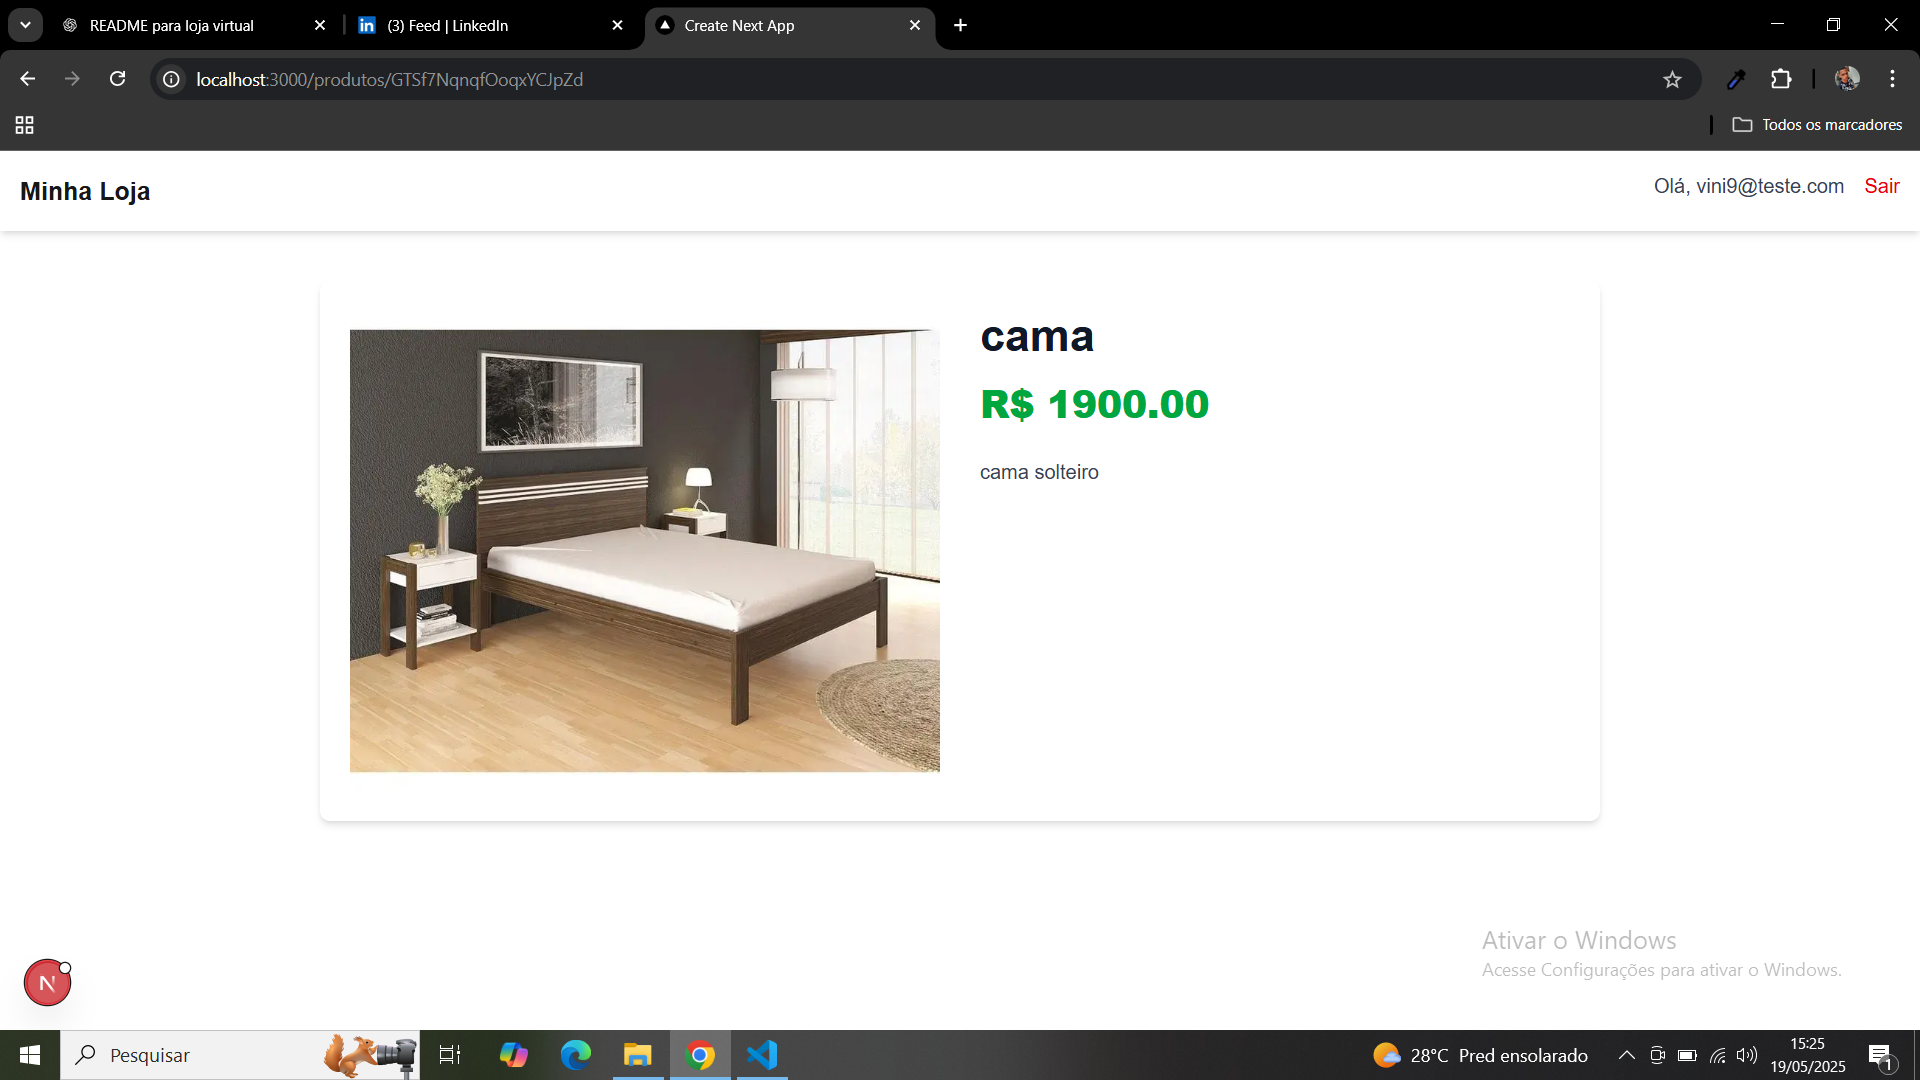 README para loja virtual
in (3) Feed | LinkedIn
Create Next App
localhost:3000/produtos/GTSf7NqnqfOoqxYCJpZd
Todos os marcadores
Minha Loja
Olá, vini9@teste.com Sair
cama
R$ 1900.00
cama solteiro
Ativar o Windows
Acesse Configurações para ativar o Windows.
N
Pesquisar
28°C Pred ensolarado
15:25
19/05/2025
1